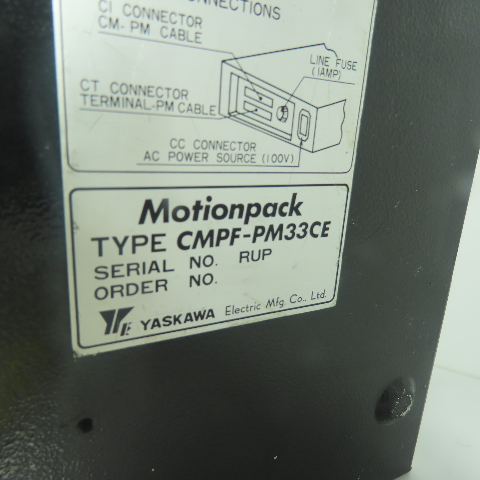 CONNECTIONS
CI CONNECTOR
CM-PM CABLE
LINE FUSE
(1AMP)
CT CONNECTOR
TERMINAL-PM CABLE
CC CONNECTOR
AC POWER SOURCE (100V)
Motionpack
TYPE CMPF-PM33CE
SERIAL NO. RUP
ORDER NO.
YE YASKAWA Electric Mfg. Co., Ltd.